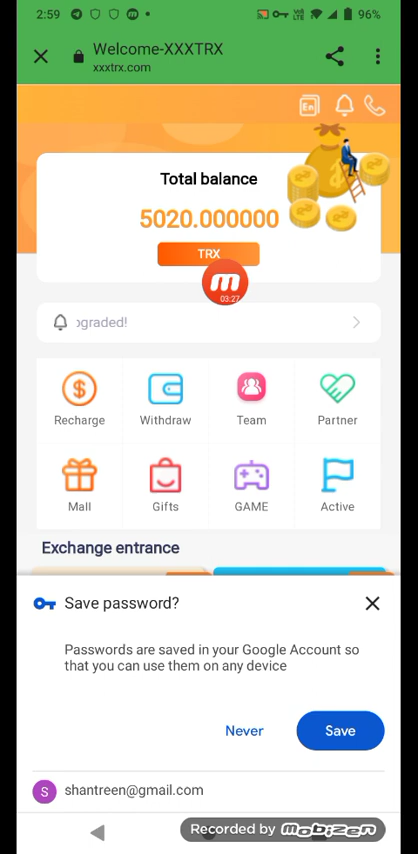 2:59
96%
Welcome-XXXTRX
xxxtrx.com
En
Total balance
5020.000000
TRX
03:27
ograded!
Recharge
Withdraw
Team
Partner
Mall
Gifts
GAME
Active
Exchange entrance
Save password?
Passwords are saved in your Google Account so
that you can use them on any device
Never
Save
S
shantreen@gmail.com
Recorded by mobizen